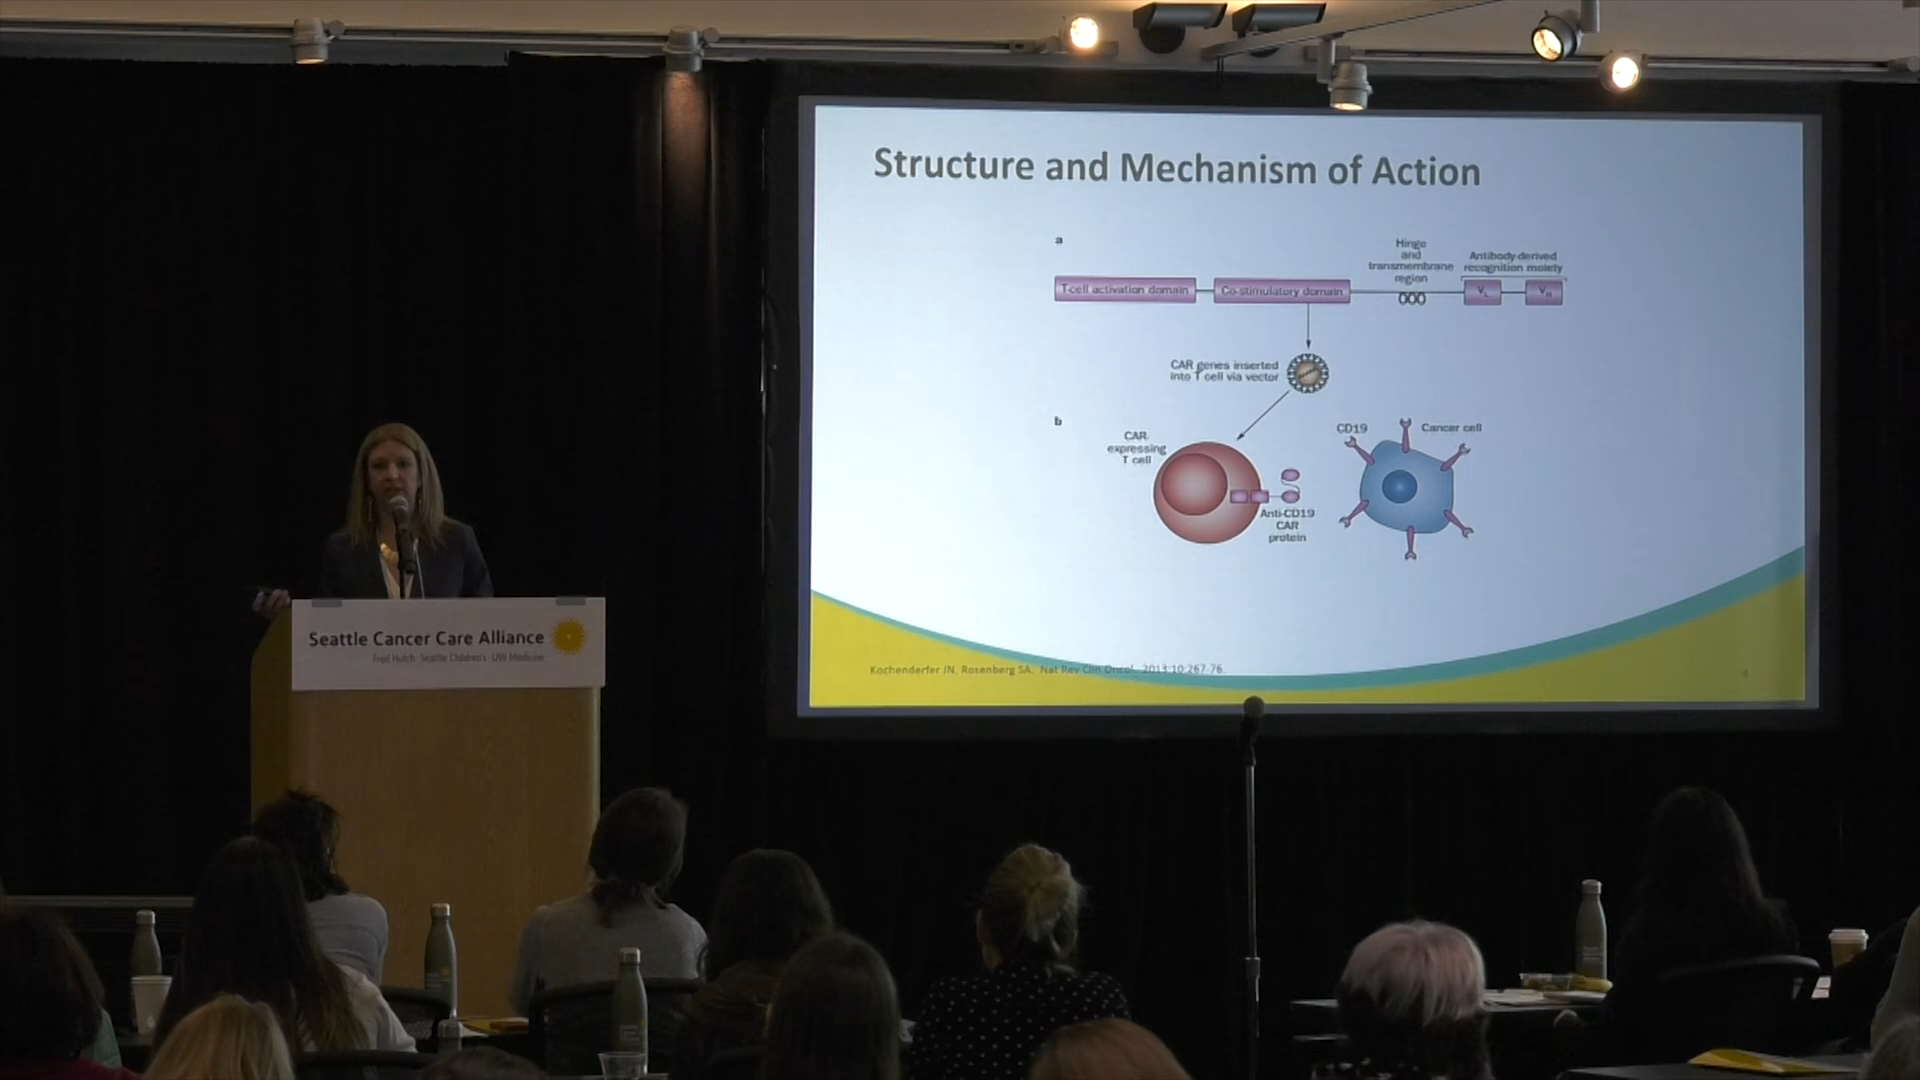 Structure and Mechanism of Action
a
Hinge
and
transmembrane
region
Antibody-derived
recognition moiety
T-cell activation domain
Co-stimulatory domain
VL
VH
CAR genes inserted
into T cell via vector
b
CAR-
expressing
T cell
CD19
Cancer cell
Anti-CD19
CAR
protein
Kochenderfer JN, Rosenberg SA. Nat Rev Clin Oncol. 2013;10:267-76.
4
Seattle Cancer Care Alliance
Fred Hutch · Seattle Children's · UW Medicine